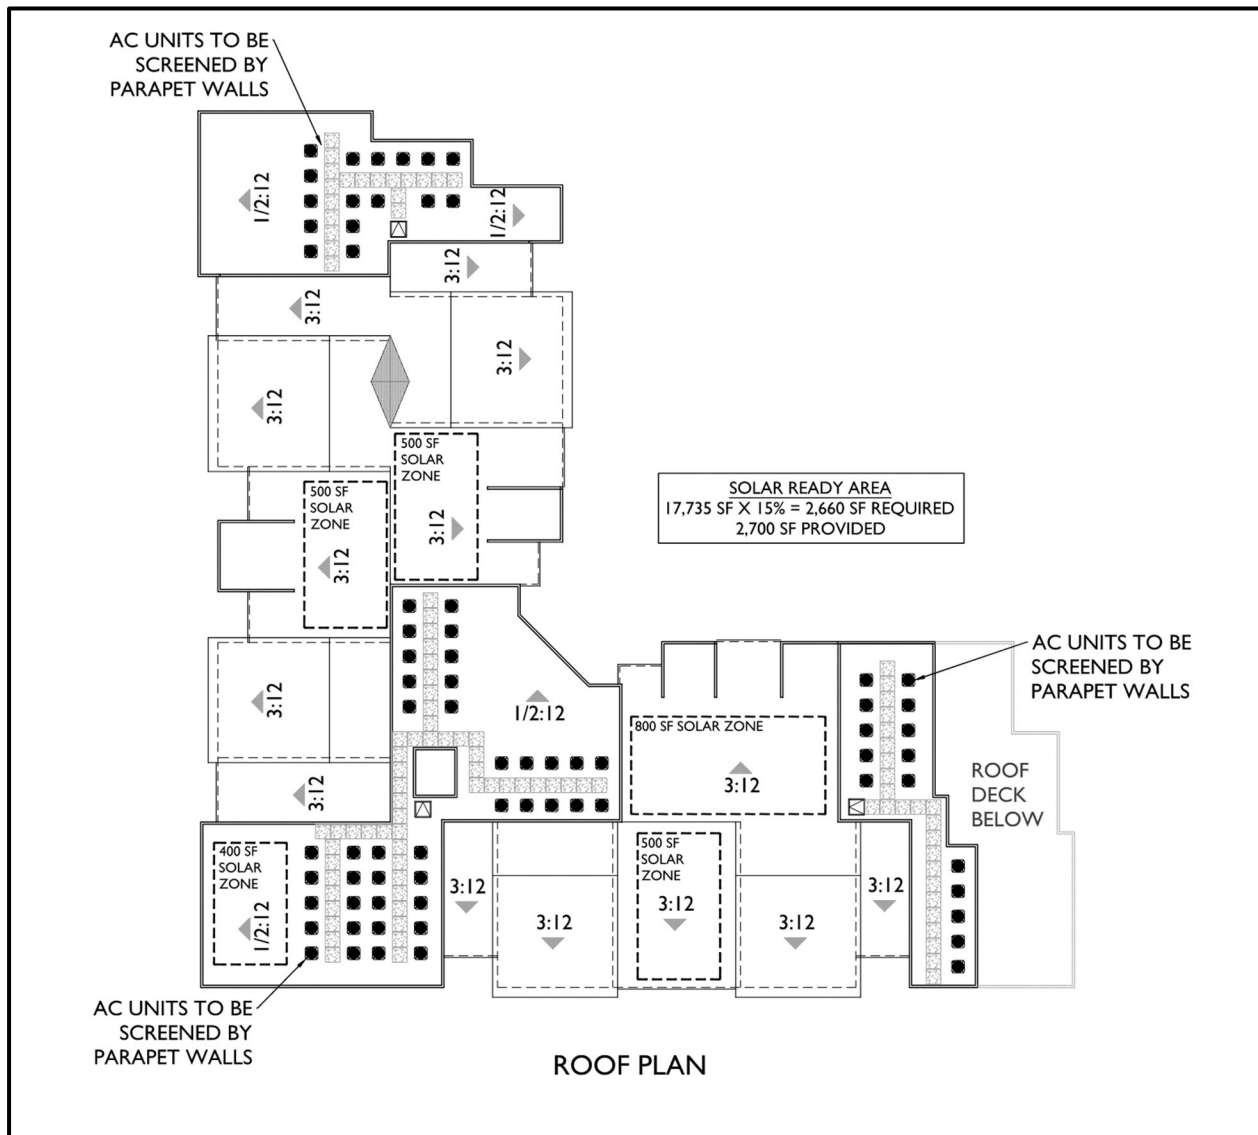 AC UNITS TO BE
SCREENED BY
PARAPET WALLS
1/2:12
1/2:12
3:12
3:12
3:12
3:12
500 SF
SOLAR
ZONE
3:12
500 SF
SOLAR
ZONE
3:12
SOLAR READY AREA
17,735 SF X 15% = 2,660 SF REQUIRED
2,700 SF PROVIDED
AC UNITS TO BE
SCREENED BY
PARAPET WALLS
3:12
1/2:12
800 SF SOLAR ZONE
3:12
3:12
ROOF
DECK
BELOW
400 SF
SOLAR
ZONE
1/2:12
3:12
3:12
500 SF
SOLAR
ZONE
3:12
3:12
3:12
AC UNITS TO BE
SCREENED BY
PARAPET WALLS
ROOF PLAN